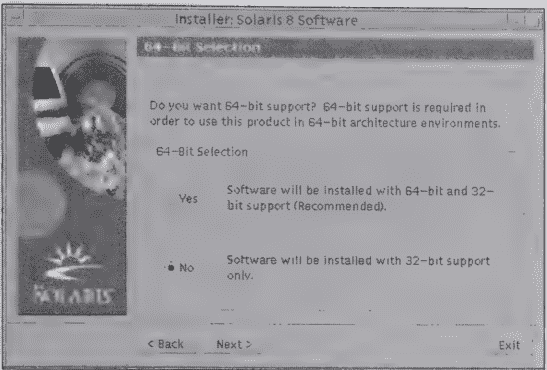 Installer: Solaris 8 Software
64-Bit Selection
Do you want 64-bit support? 64-bit support is required in
order to use this product in 64-bit architecture environments.
64-Bit Selection
Yes
Software will be installed with 64-bit and 32-
bit support (Recommended).
No
Software will be installed with 32-bit support
only.
SOLARIS
< Back
Next >
Exit